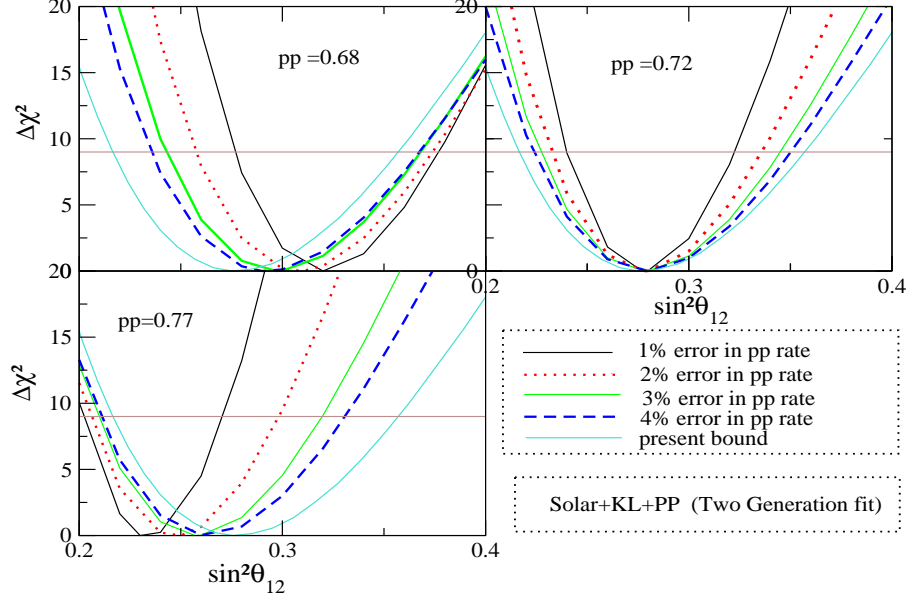 20
20
15
10
5
0
Δχ²
pp =0.68
pp =0.72
20
15
10
5
0
Δχ²
pp=0.77
0.2
0.3
0.4
sin²θ12
0.2
0.3
0.4
sin²θ12
1% error in pp rate
2% error in pp rate
3% error in pp rate
4% error in pp rate
present bound
Solar+KL+PP (Two Generation fit)